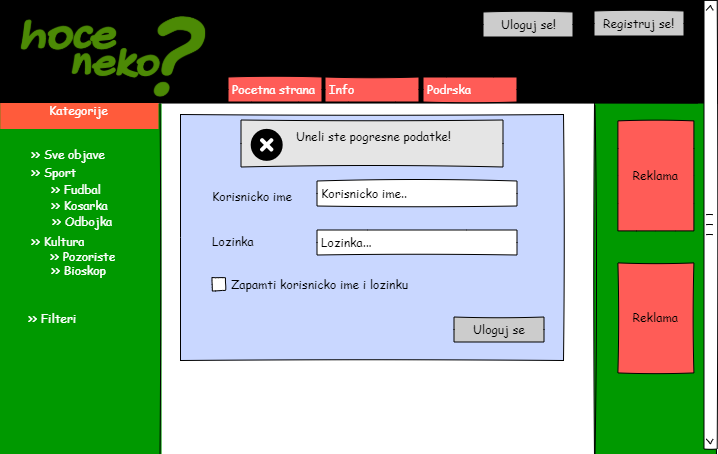 hoce
neko?
Uloguj se!
Registruj se!
Pocetna strana
Info
Podrska
Kategorije
>> Sve objave
>> Sport
>> Fudbal
>> Kosarka
>> Odbojka
>> Kultura
>> Pozoriste
>> Bioskop
>> Filteri
Uneli ste pogresne podatke!
Korisnicko ime
Korisnicko ime..
Lozinka
Lozinka...
Zapamti korisnicko ime i lozinku
Uloguj se
Reklama
Reklama